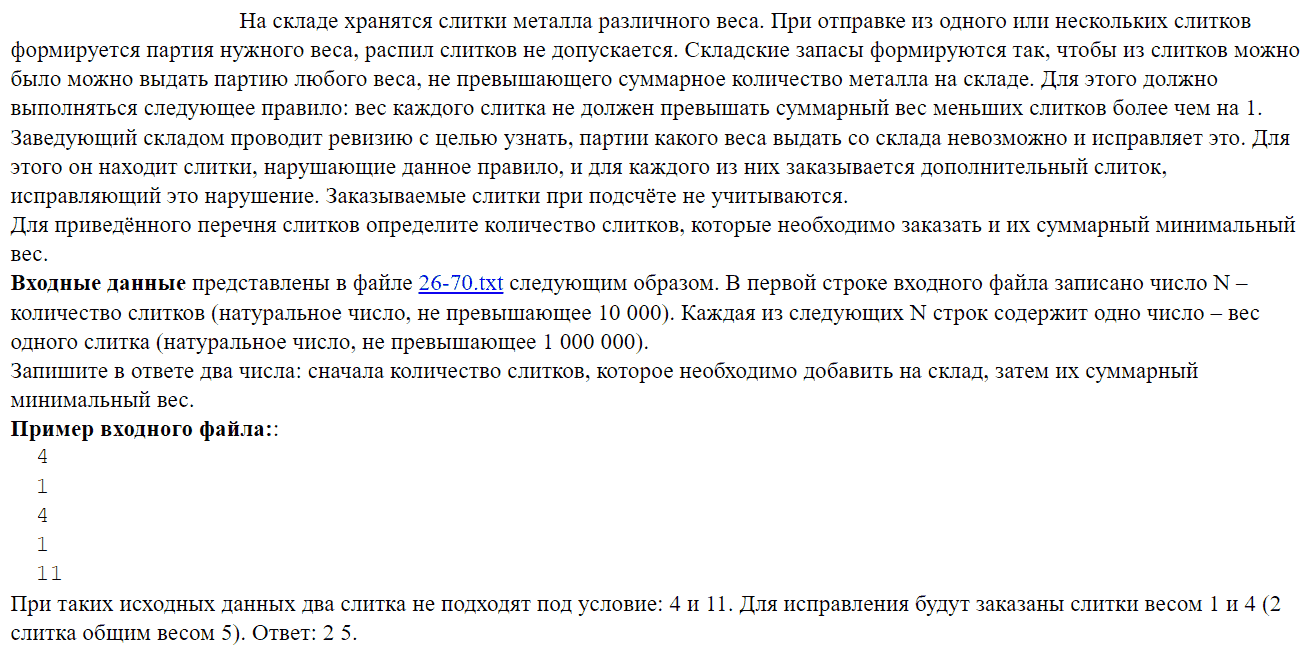 На складе хранятся слитки металла различного веса. При отправке из одного или нескольких слитков
формируется партия нужного веса, распил слитков не допускается. Складские запасы формируются так, чтобы из слитков можно
было можно выдать партию любого веса, не превышающего суммарное количество металла на складе. Для этого должно
выполняться следующее правило: вес каждого слитка не должен превышать суммарный вес меньших слитков более чем на 1.
Заведующий складом проводит ревизию с целью узнать, партии какого веса выдать со склада невозможно и исправляет это. Для
этого он находит слитки, нарушающие данное правило, и для каждого из них заказывается дополнительный слиток,
исправляющий это нарушение. Заказываемые слитки при подсчёте не учитываются.
Для приведённого перечня слитков определите количество слитков, которые необходимо заказать и их суммарный минимальный
вес.
Входные данные представлены в файле 26-70.txt следующим образом. В первой строке входного файла записано число N –
количество слитков (натуральное число, не превышающее 10 000). Каждая из следующих N строк содержит одно число – вес
одного слитка (натуральное число, не превышающее 1 000 000).
Запишите в ответе два числа: сначала количество слитков, которое необходимо добавить на склад, затем их суммарный
минимальный вес.
Пример входного файла::
4
1
4
1
11
При таких исходных данных два слитка не подходят под условие: 4 и 11. Для исправления будут заказаны слитки весом 1 и 4 (2
слитка общим весом 5). Ответ: 2 5.